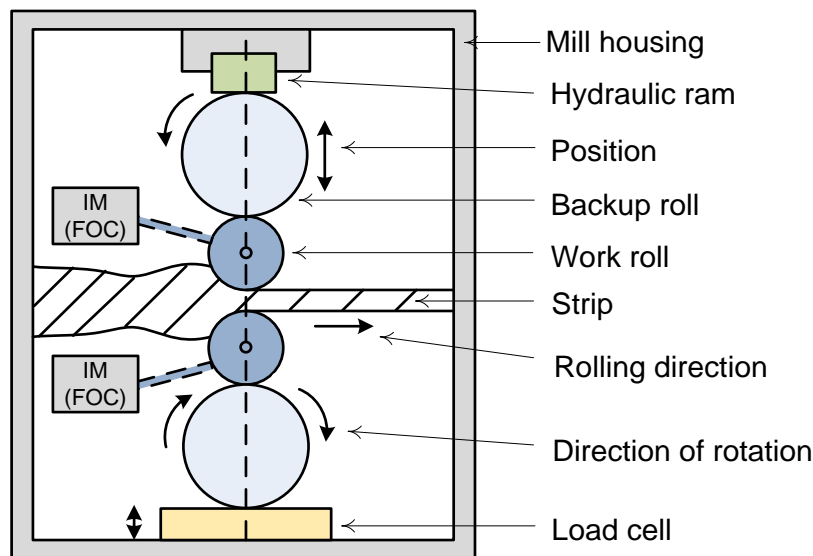 Mill housing
Hydraulic ram
Position
Backup roll
IM
(FOC)
Work roll
Strip
IM
(FOC)
Rolling direction
Direction of rotation
Load cell